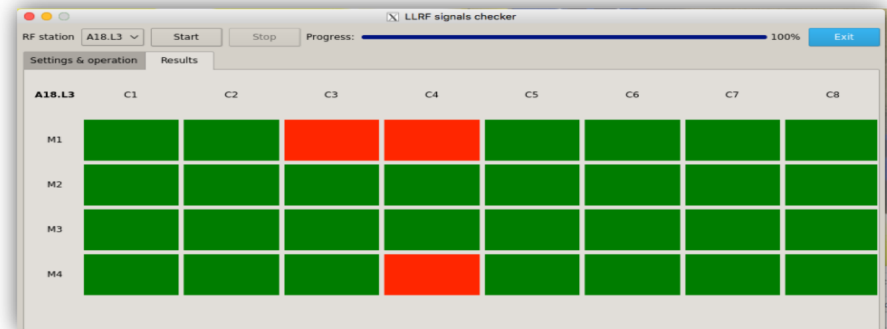 LLRF signals checker
RF station A18.L3 Start Stop Progress: 100% Exit
Settings & operation Results
A18.L3 C1 C2 C3 C4 C5 C6 C7 C8
M1
M2
M3
M4